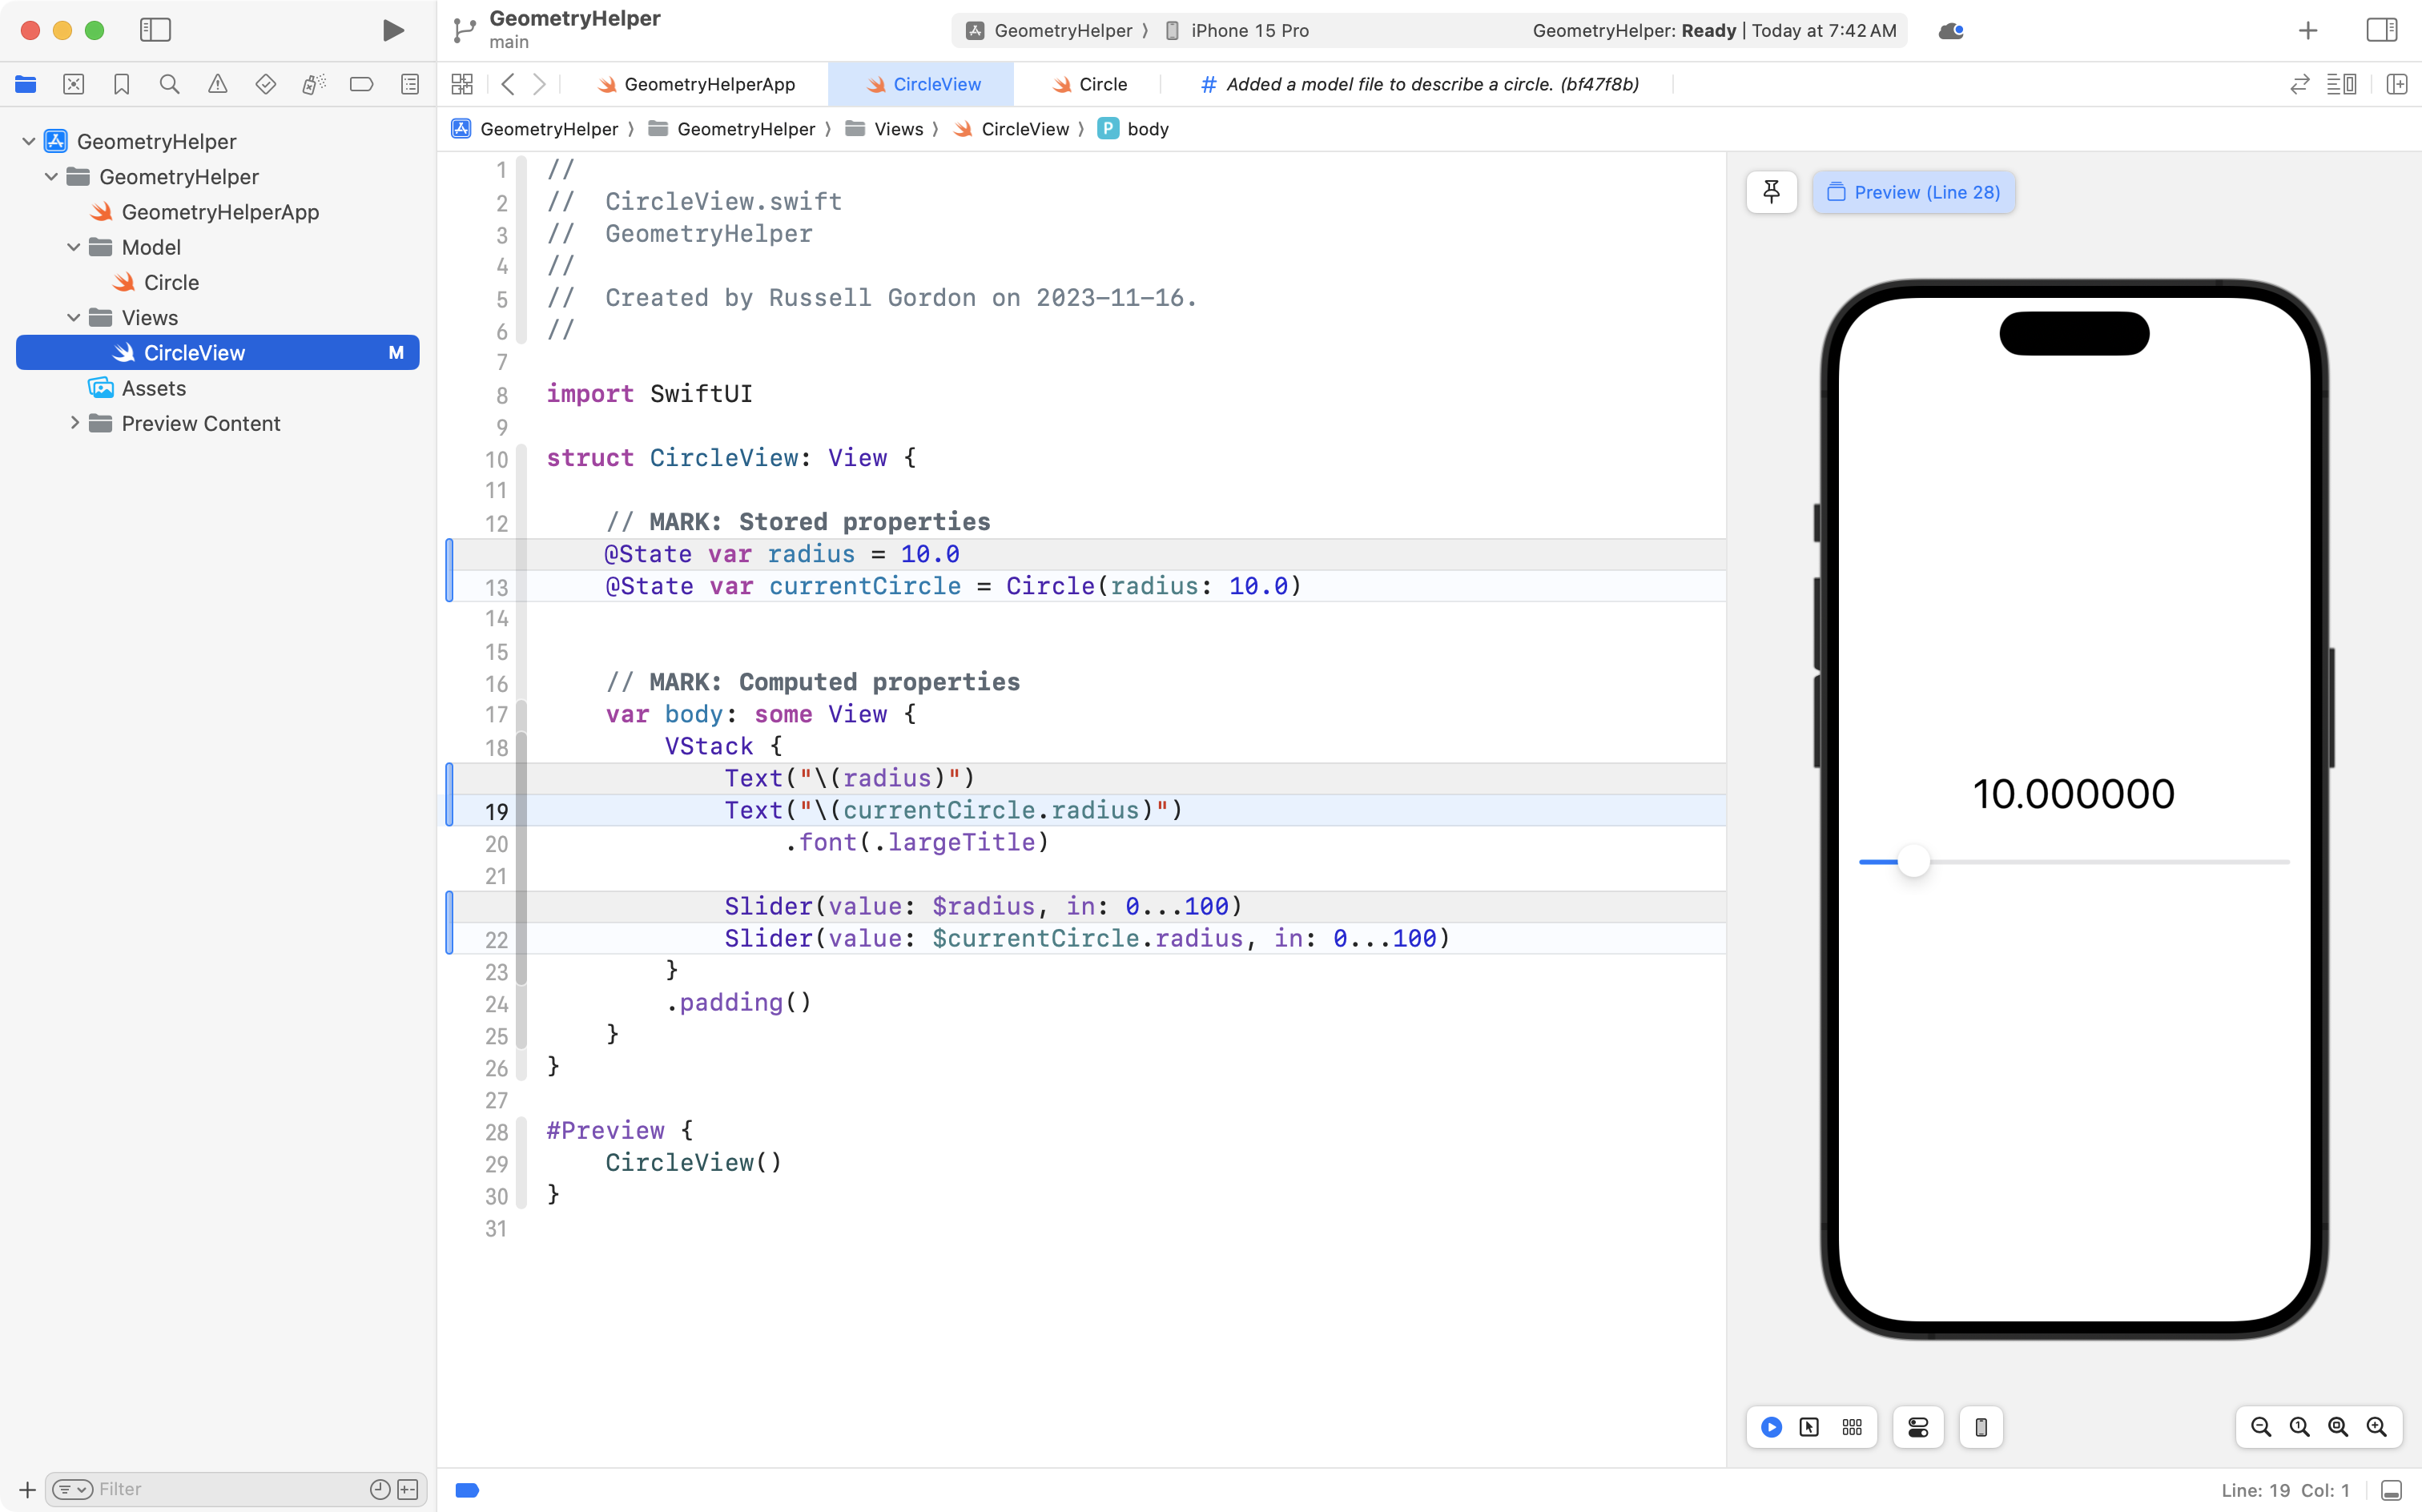 GeometryHelper
main
GeometryHelper ⟩ iPhone 15 Pro
GeometryHelper: Ready | Today at 7:42 AM
GeometryHelperApp
CircleView
Circle
# Added a model file to describe a circle. (bf47f8b)
GeometryHelper ⟩ GeometryHelper ⟩ Views ⟩ CircleView ⟩ P body
GeometryHelper
GeometryHelper
GeometryHelperApp
Model
Circle
Views
CircleView M
Assets
Preview Content
1 //
2 //  CircleView.swift
3 //  GeometryHelper
4 //
5 //  Created by Russell Gordon on 2023-11-16.
6 //
7
8 import SwiftUI
9
10 struct CircleView: View {
11
12     // MARK: Stored properties
    @State var radius = 10.0
13     @State var currentCircle = Circle(radius: 10.0)
14
15
16     // MARK: Computed properties
17     var body: some View {
18         VStack {
            Text("\(radius)")
19             Text("\(currentCircle.radius)")
20                 .font(.largeTitle)
21
            Slider(value: $radius, in: 0...100)
22             Slider(value: $currentCircle.radius, in: 0...100)
23         }
24         .padding()
25     }
26 }
27
28 #Preview {
29     CircleView()
30 }
31
Preview (Line 28)
10.000000
Filter
Line: 19 Col: 1